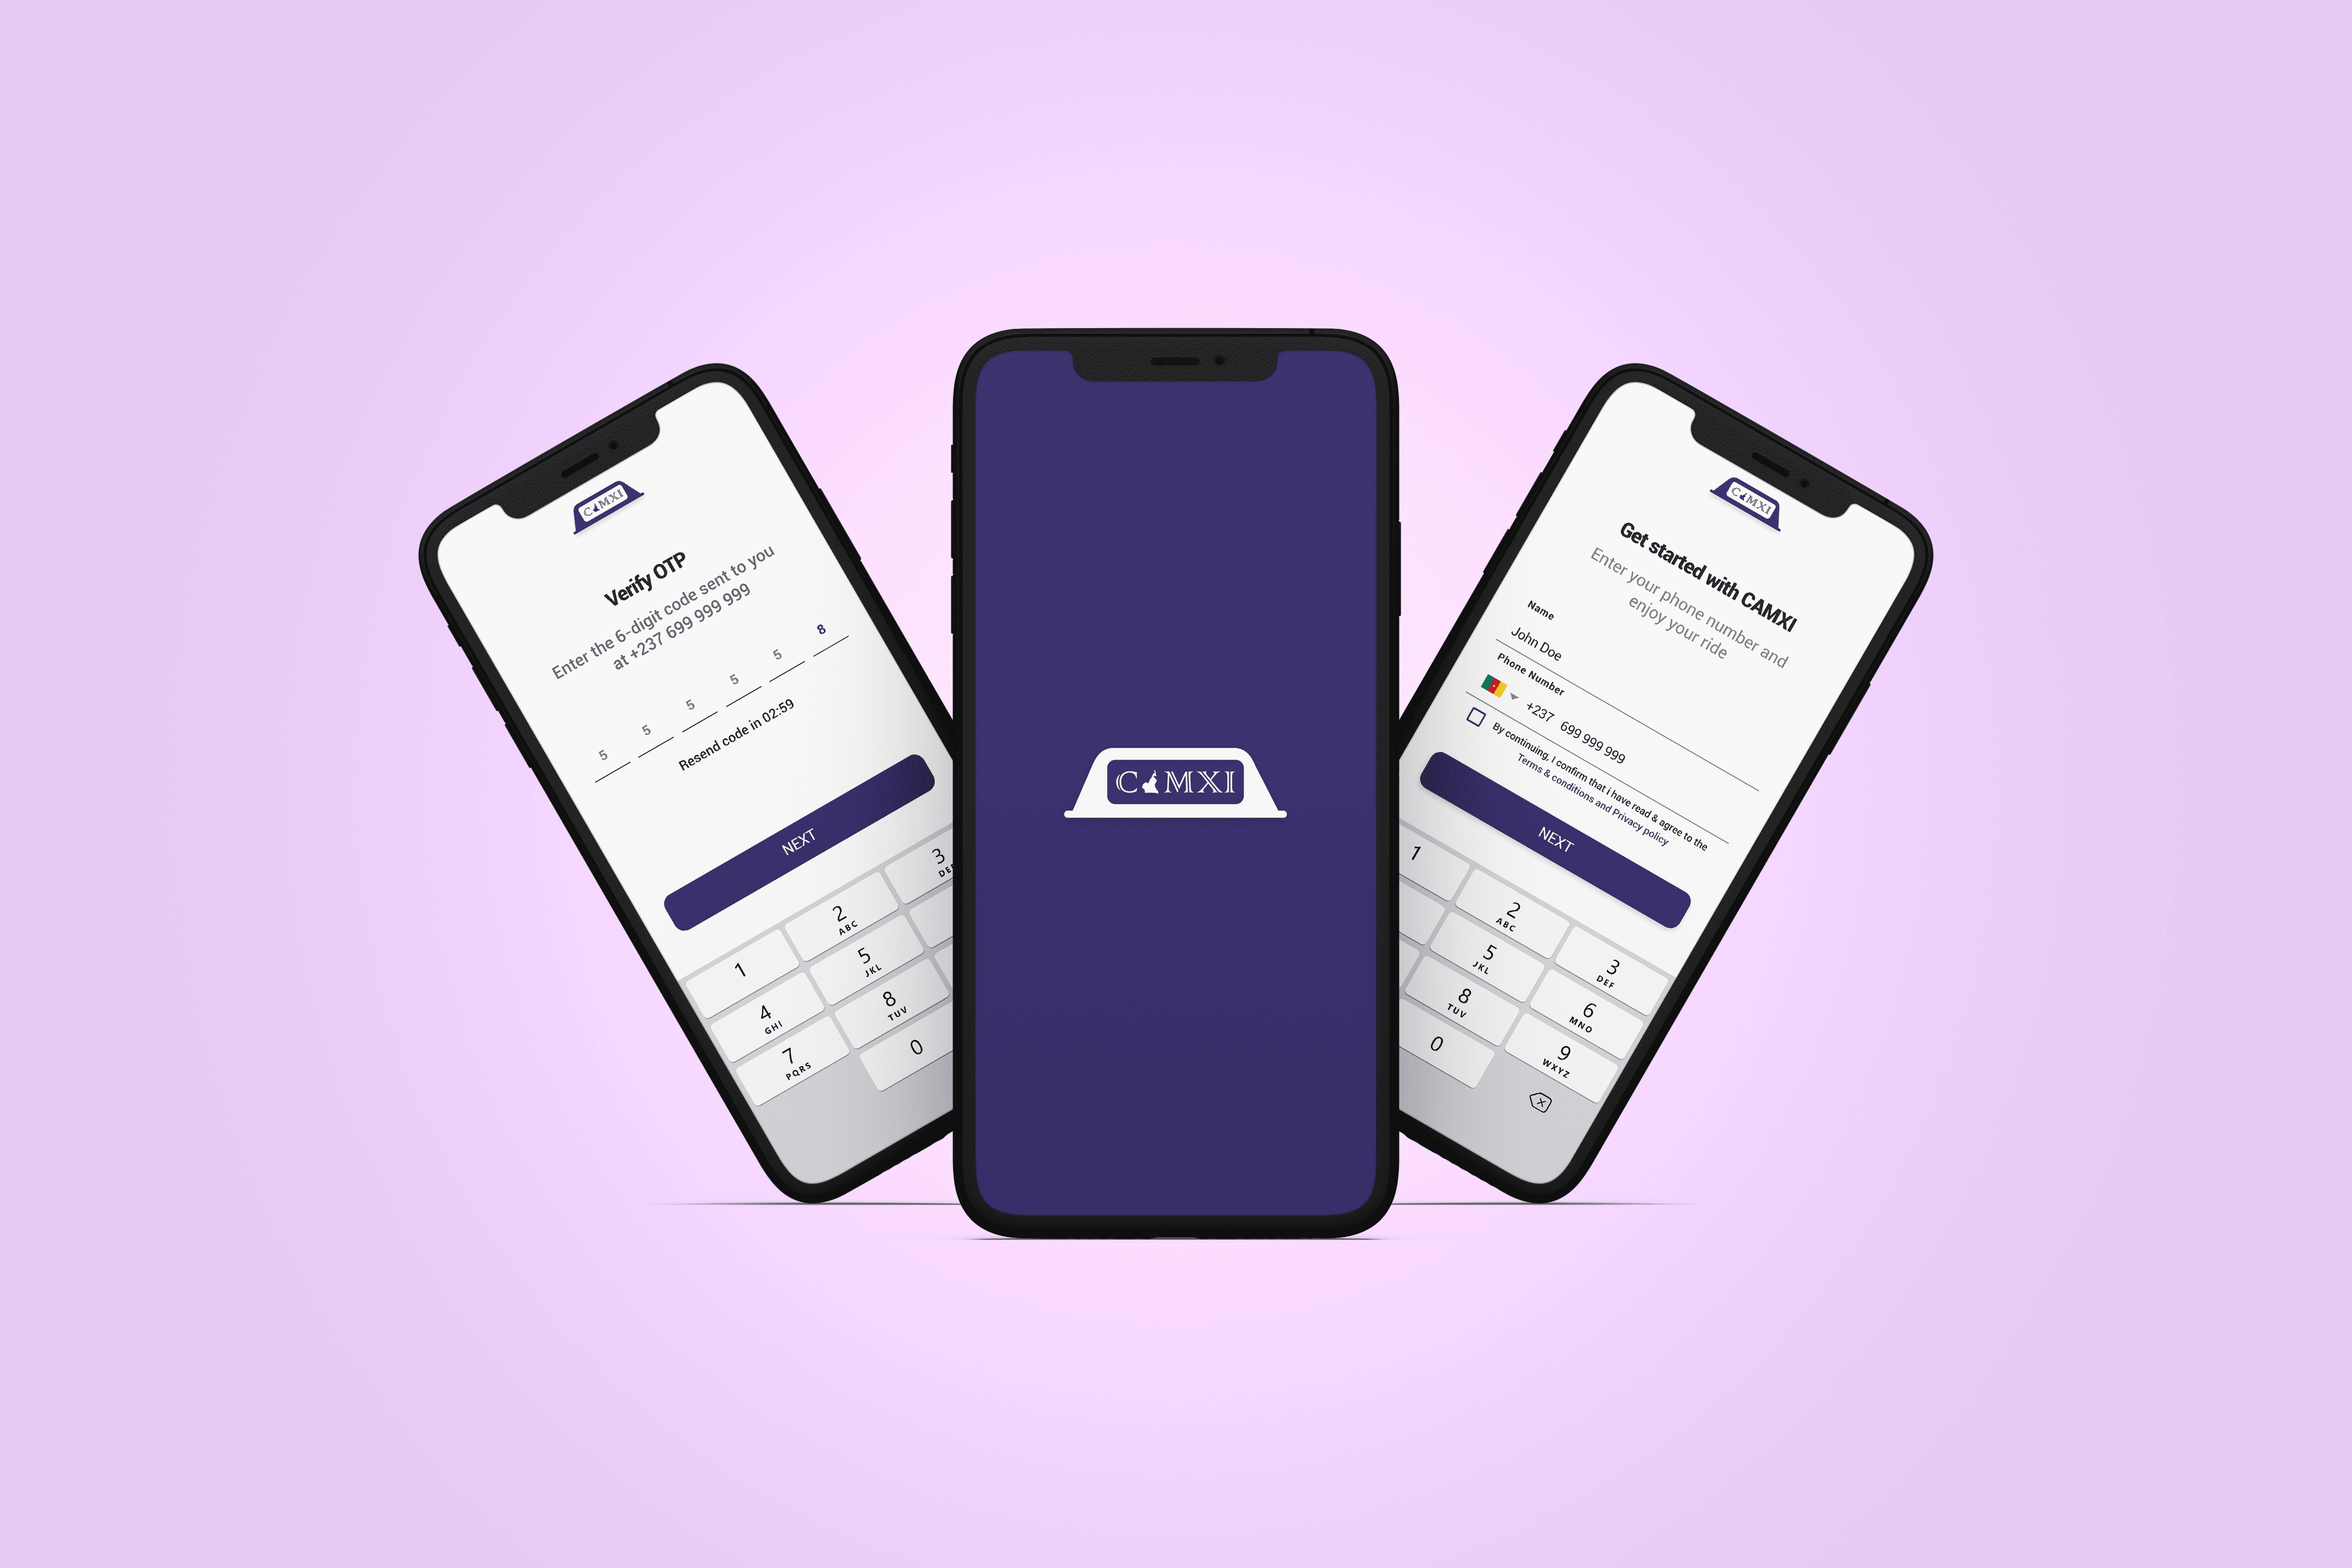 CAMXI
Verify OTP
Enter the 6-digit code sent to you
at +237 699 999 999
5 5 5 5 5 8
Resend code in 02:59
NEXT
1
2
ABC
3
DEF
4
GHI
5
JKL
7
PQRS
8
TUV
0
CAMXI
CAMXI
Get started with CAMXI
Enter your phone number and
enjoy your ride
Name
John Doe
Phone Number
+237 699 999 999
By continuing, I confirm that i have read & agree to the
Terms & conditions and Privacy policy
NEXT
1
2
ABC
3
DEF
5
JKL
6
MNO
8
TUV
9
WXYZ
0